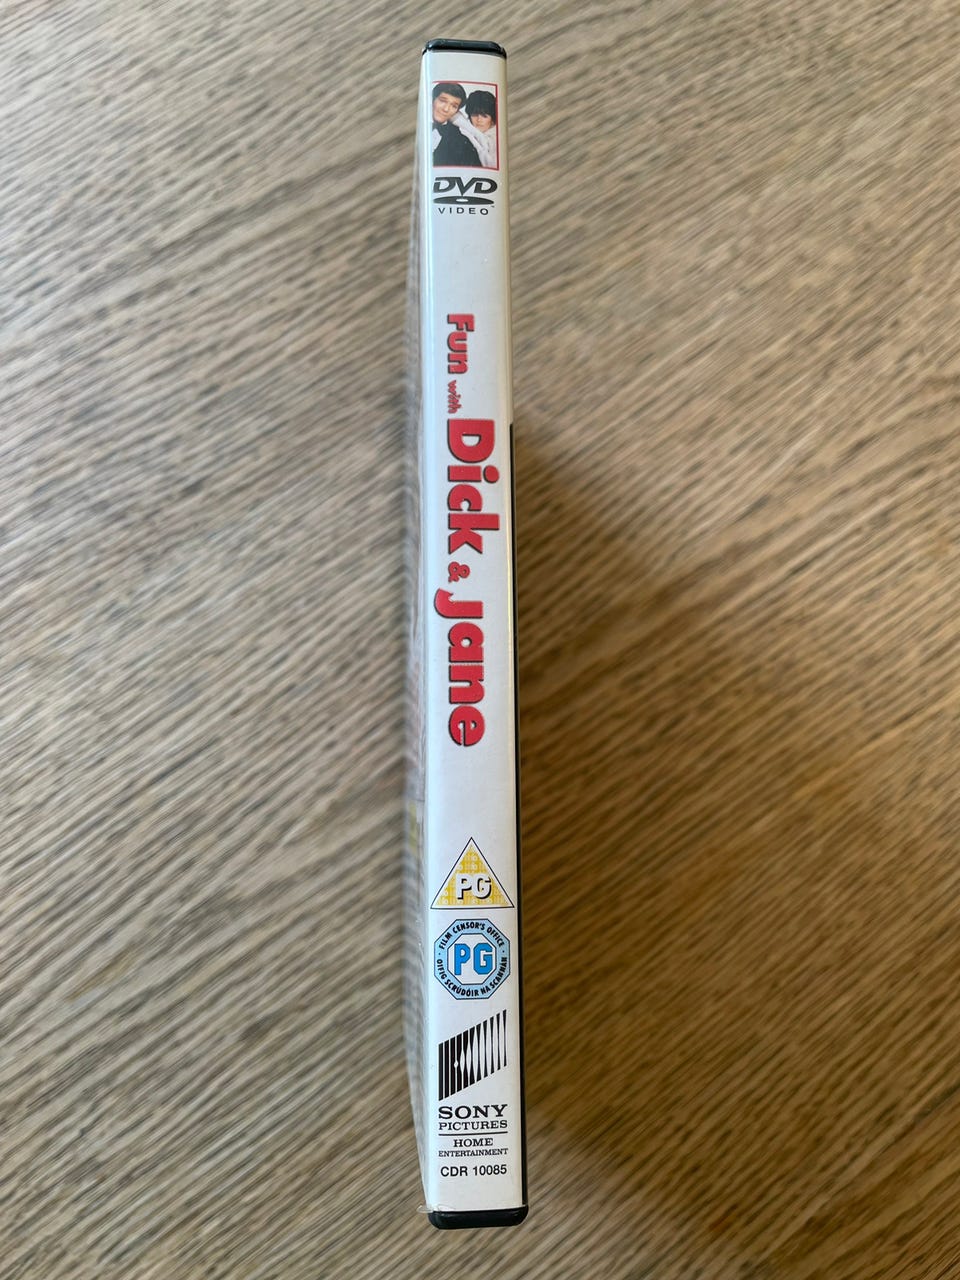 DVD
VIDEO™
Fun with Dick & Jane
PG
FILM CENSOR'S OFFICE
PG
OIFIG SCRÚDÓIR NA SCANNÁN
SONY
PICTURES
HOME
ENTERTAINMENT
CDR 10085